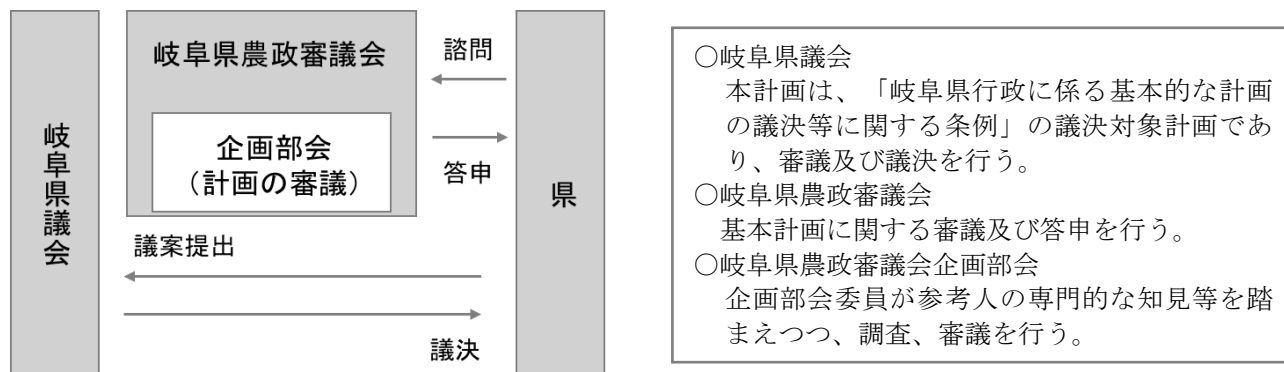 岐阜県議会
岐阜県農政審議会
企画部会
（計画の審議）
諮問
答申
県
議案提出
議決
○岐阜県議会
本計画は、「岐阜県行政に係る基本的な計画
の議決等に関する条例」の議決対象計画であ
り、審議及び議決を行う。
○岐阜県農政審議会
基本計画に関する審議及び答申を行う。
○岐阜県農政審議会企画部会
企画部会委員が参考人の専門的な知見等を踏
まえつつ、調査、審議を行う。